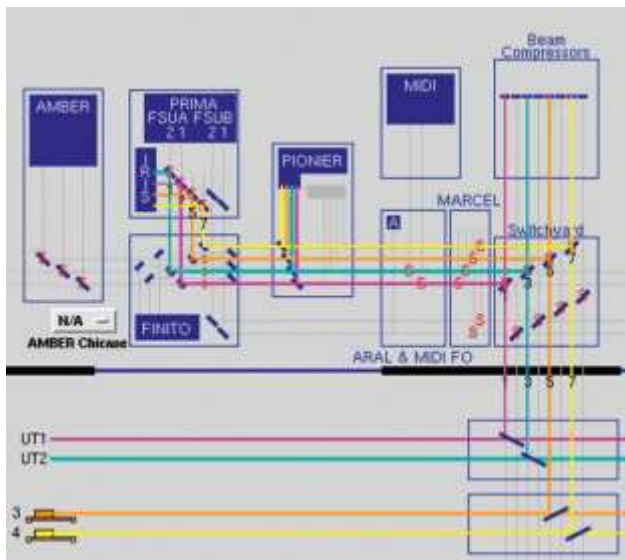 Beam
Compressors
AMBER
PRIMA
FSUA FSUB
2 1 2 1
MIDI
I
R
I
S
PIONIER
MARCEL
A
Switchyard
N/A
FINITO
AMBER Chicane
ARAL & MIDI FO
1 3 5 7
UT1
UT2
3
4